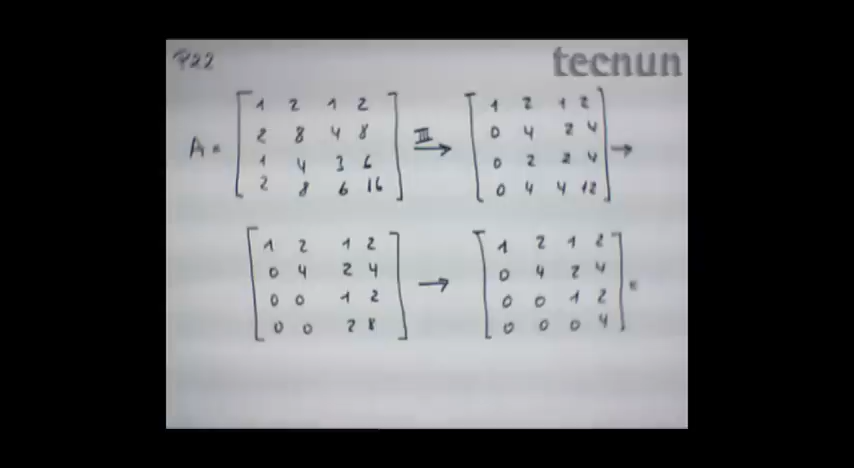 P22
tecnun
A = [1 2 1 2; 2 8 4 8; 1 4 3 6; 2 8 6 16] III→ [1 2 1 2; 0 4 2 4; 0 2 2 4; 0 4 4 12] →
[1 2 1 2; 0 4 2 4; 0 0 1 2; 0 0 2 8] → [1 2 1 2; 0 4 2 4; 0 0 1 2; 0 0 0 4] =